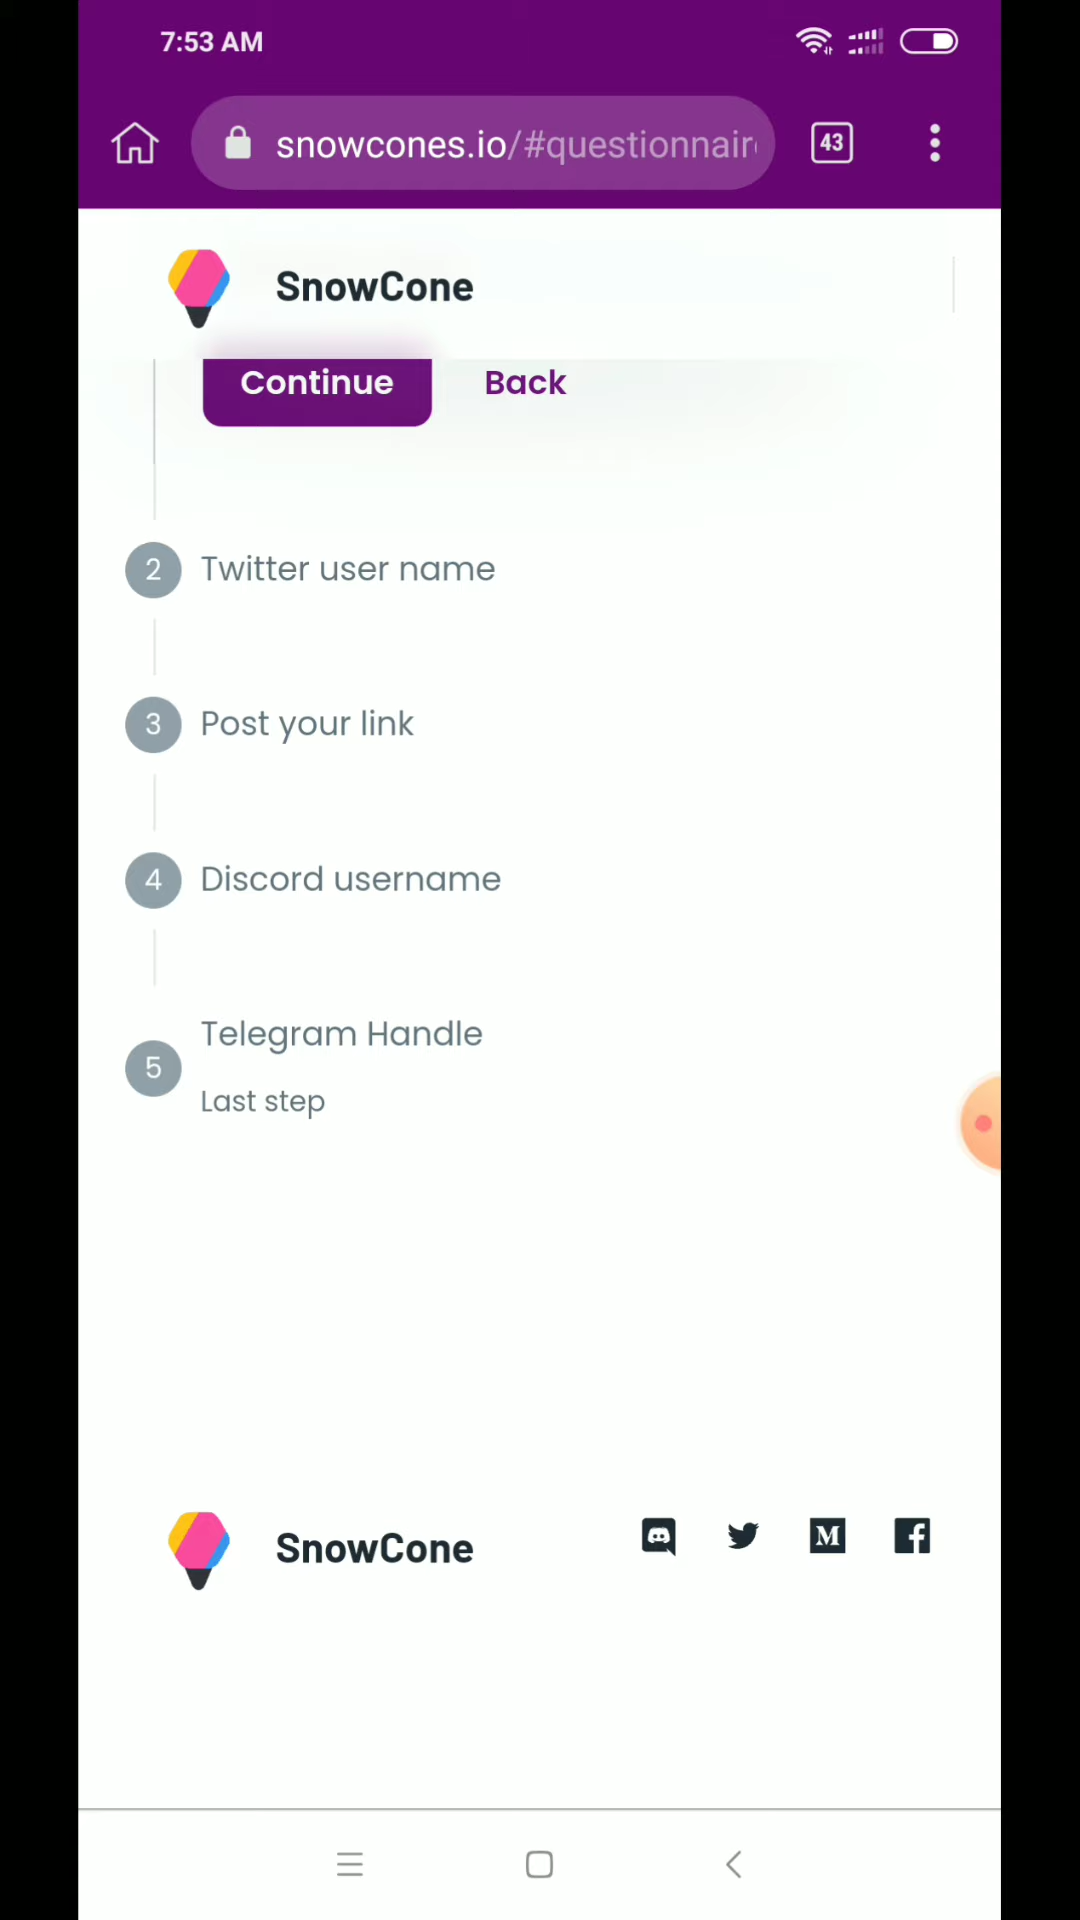 7:53 AM
snowcones.io/#questionnair
43
SnowCone
Continue
Back
2
Twitter user name
3
Post your link
4
Discord username
Telegram Handle
5
Last step
SnowCone
M